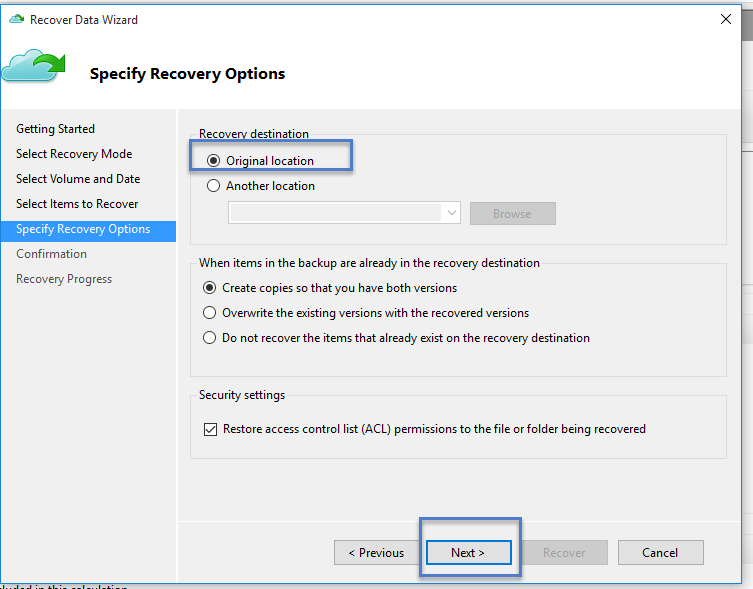 Recover Data Wizard
Specify Recovery Options
Getting Started
Select Recovery Mode
Select Volume and Date
Select Items to Recover
Specify Recovery Options
Confirmation
Recovery Progress
Recovery destination
Original location
Another location
Browse
When items in the backup are already in the recovery destination
Create copies so that you have both versions
Overwrite the existing versions with the recovered versions
Do not recover the items that already exist on the recovery destination
Security settings
Restore access control list (ACL) permissions to the file or folder being recovered
< Previous
Next >
Recover
Cancel
in this calculation